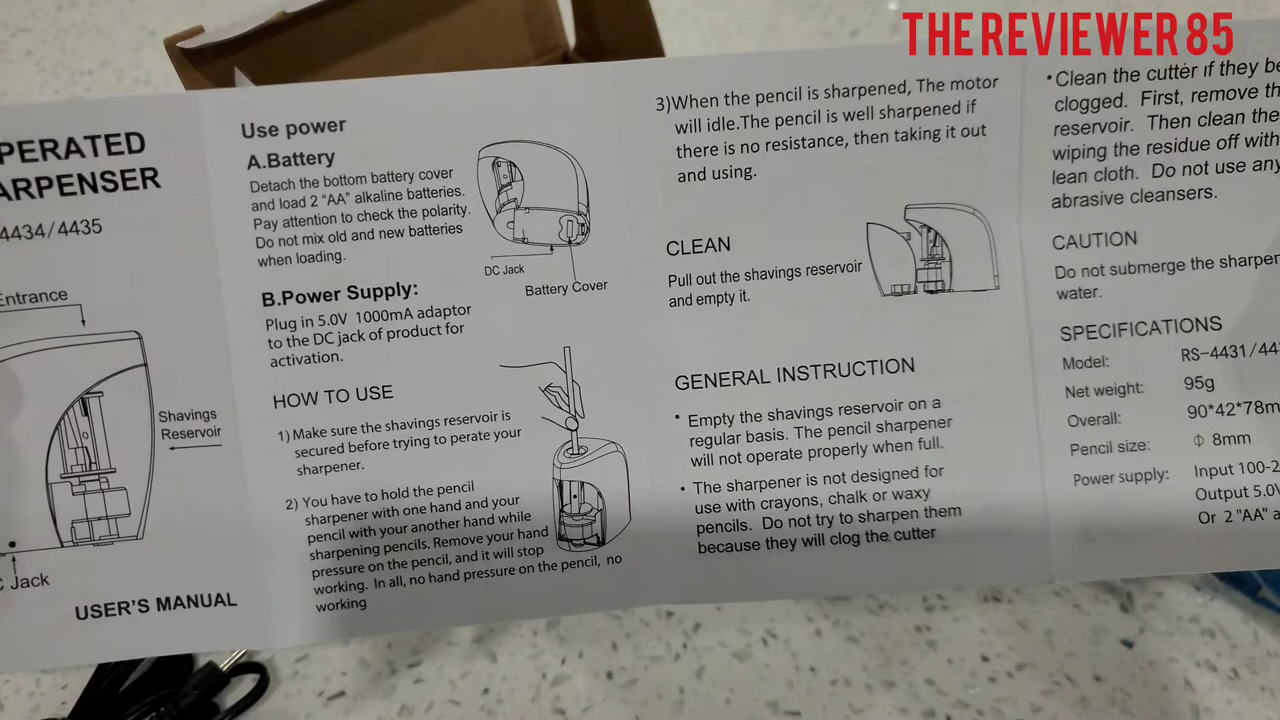 THE REVIEWER 85
PERATED
ARPENSER
4434/4435
Entrance
Shavings
Reservoir
Jack
USER'S MANUAL
Use power
A.Battery
Detach the bottom battery cover
and load 2 "AA" alkaline batteries.
Pay attention to check the polarity.
Do not mix old and new batteries
when loading.
DC Jack
Battery Cover
B.Power Supply:
Plug in 5.0V 1000mA adaptor
to the DC jack of product for
activation.
HOW TO USE
1) Make sure the shavings reservoir is
secured before trying to perate your
sharpener.
2) You have to hold the pencil
sharpener with one hand and your
pencil with your another hand while
sharpening pencils. Remove your hand
pressure on the pencil, and it will stop
working. In all, no hand pressure on the pencil, no
working
3)When the pencil is sharpened, The motor
will idle.The pencil is well sharpened if
there is no resistance, then taking it out
and using.
CLEAN
Pull out the shavings reservoir
and empty it.
GENERAL INSTRUCTION
• Empty the shavings reservoir on a
regular basis. The pencil sharpener
will not operate properly when full.
• The sharpener is not designed for
use with crayons, chalk or waxy
pencils. Do not try to sharpen them
because they will clog the cutter
• Clean the cutter if they be
clogged. First, remove th
reservoir. Then clean the
wiping the residue off with
lean cloth. Do not use any
abrasive cleansers.
CAUTION
Do not submerge the sharpen
water.
SPECIFICATIONS
Model: RS-4431/443
Net weight: 95g
Overall: 90*42*78m
Pencil size: Φ 8mm
Power supply: Input 100-2
Output 5.0V
Or 2 "AA" a